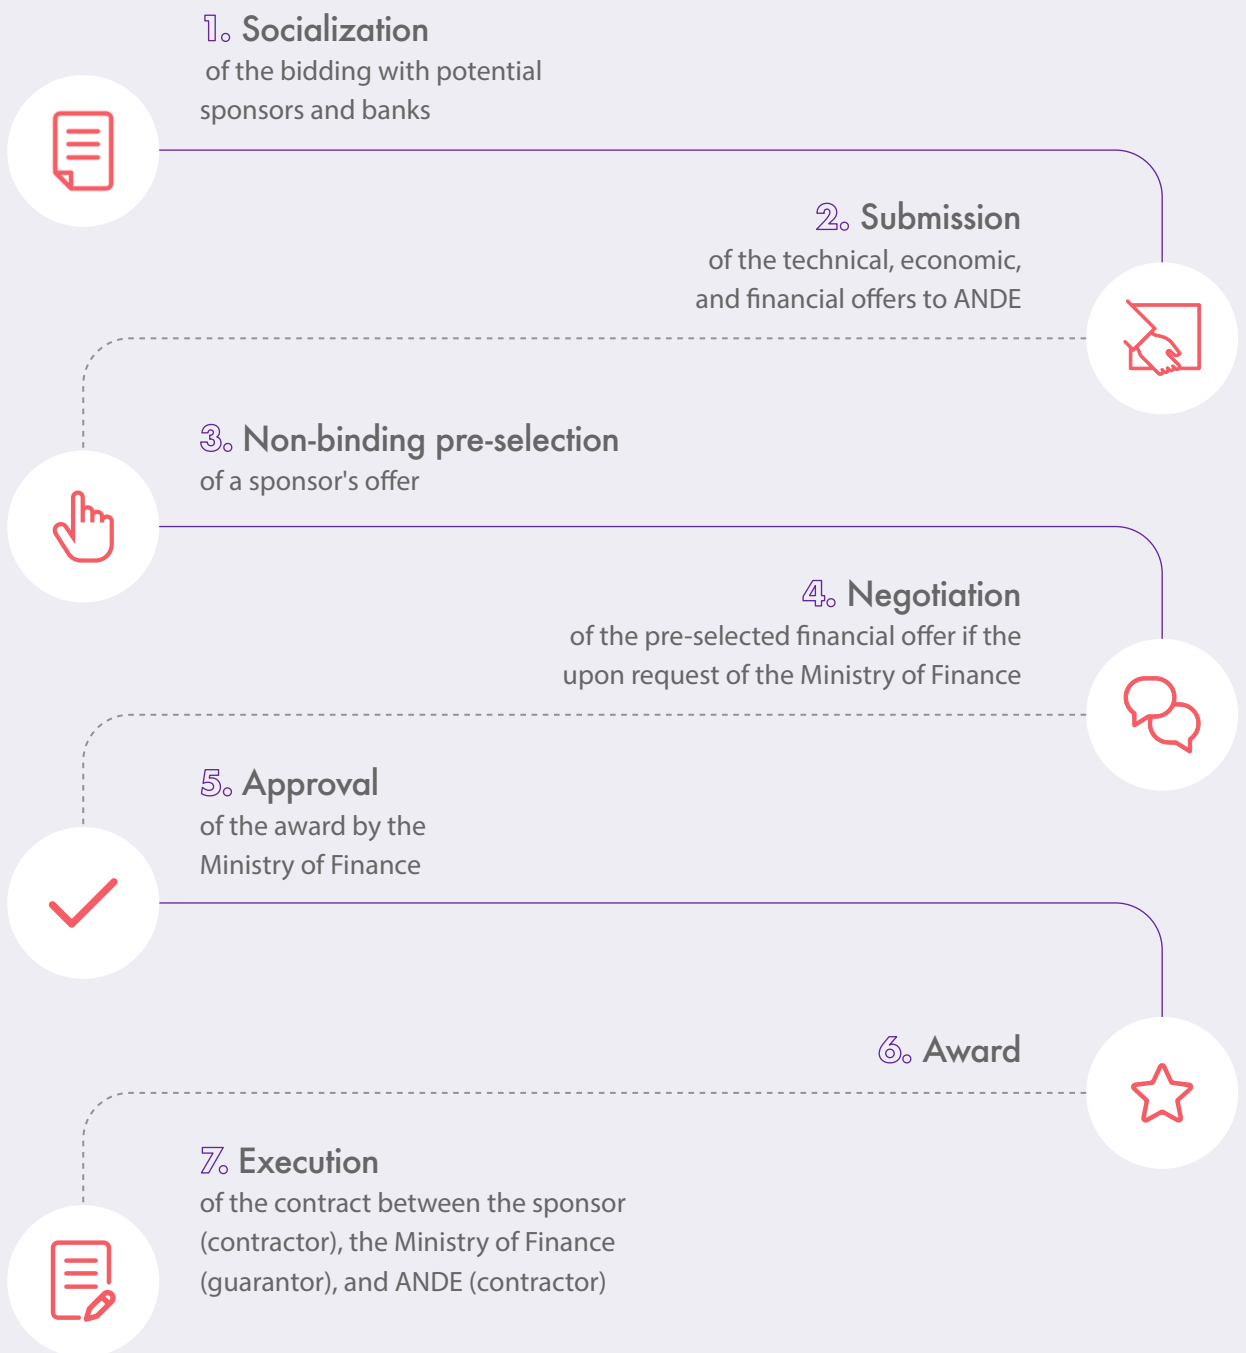 1. Socialization
of the bidding with potential
sponsors and banks
2. Submission
of the technical, economic,
and financial offers to ANDE
3. Non-binding pre-selection
of a sponsor's offer
4. Negotiation
of the pre-selected financial offer if the
upon request of the Ministry of Finance
5. Approval
of the award by the
Ministry of Finance
6. Award
7. Execution
of the contract between the sponsor
(contractor), the Ministry of Finance
(guarantor), and ANDE (contractor)